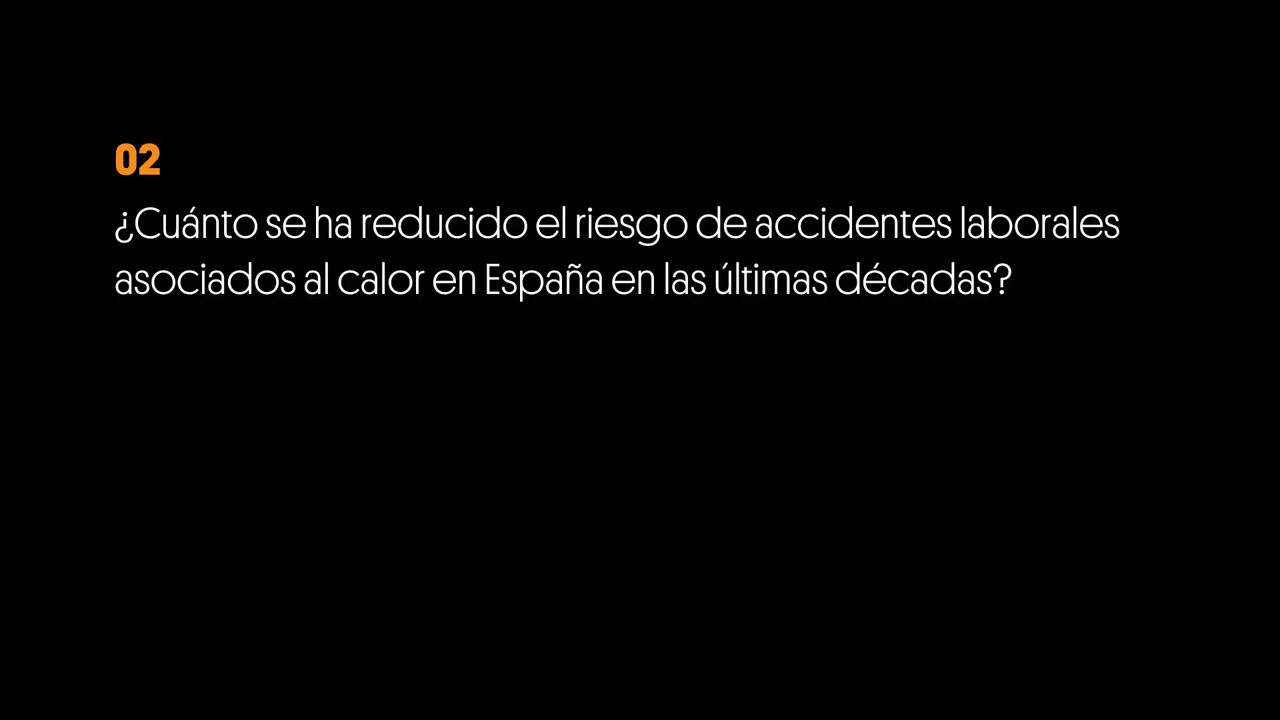 02
¿Cuánto se ha reducido el riesgo de accidentes laborales
asociados al calor en España en las últimas décadas?